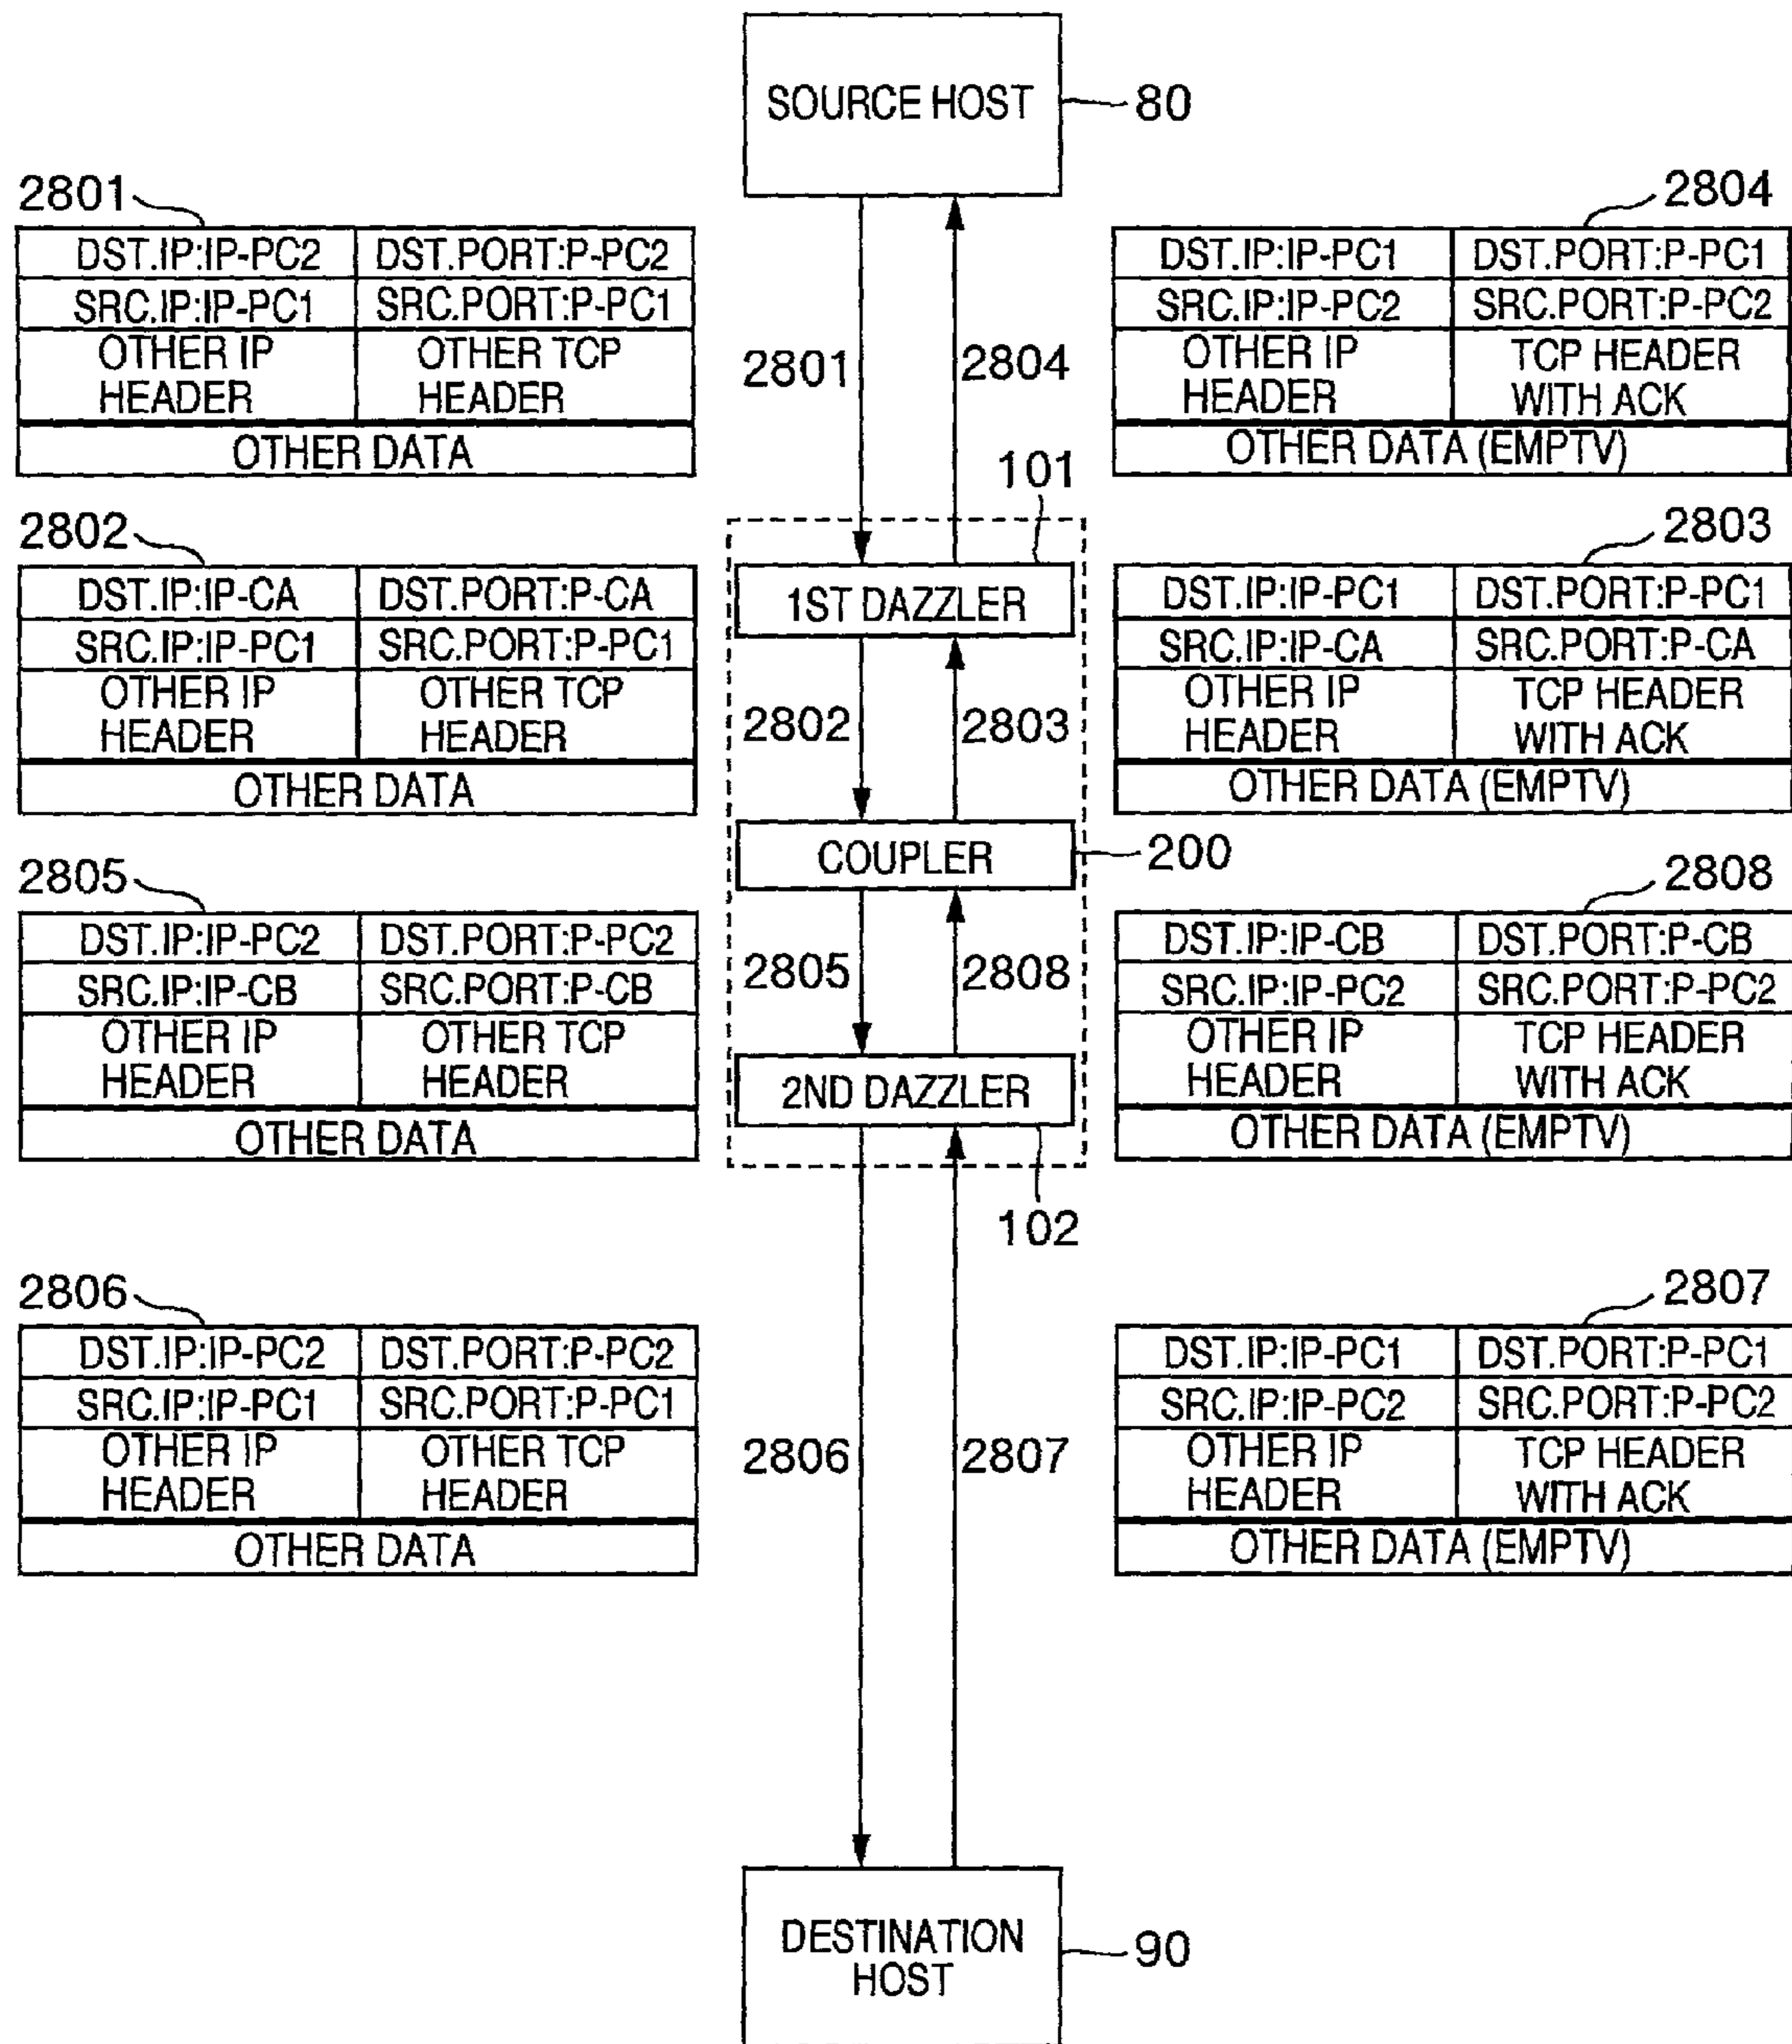 SOURCE HOST
80
2801
DST.IP:IP-PC2 DST.PORT:P-PC2
SRC.IP:IP-PC1 SRC.PORT:P-PC1
OTHER IP HEADER OTHER TCP HEADER
OTHER DATA
2804
DST.IP:IP-PC1 DST.PORT:P-PC1
SRC.IP:IP-PC2 SRC.PORT:P-PC2
OTHER IP HEADER TCP HEADER WITH ACK
OTHER DATA (EMPTV)
2801
2804
101
1ST DAZZLER
2802
DST.IP:IP-CA DST.PORT:P-CA
SRC.IP:IP-PC1 SRC.PORT:P-PC1
OTHER IP HEADER OTHER TCP HEADER
OTHER DATA
2803
DST.IP:IP-PC1 DST.PORT:P-PC1
SRC.IP:IP-CA SRC.PORT:P-CA
OTHER IP HEADER TCP HEADER WITH ACK
OTHER DATA (EMPTV)
2802
2803
COUPLER
200
2805
DST.IP:IP-PC2 DST.PORT:P-PC2
SRC.IP:IP-CB SRC.PORT:P-CB
OTHER IP HEADER OTHER TCP HEADER
OTHER DATA
2808
DST.IP:IP-CB DST.PORT:P-CB
SRC.IP:IP-PC2 SRC.PORT:P-PC2
OTHER IP HEADER TCP HEADER WITH ACK
OTHER DATA (EMPTV)
2805
2808
2ND DAZZLER
102
2806
DST.IP:IP-PC2 DST.PORT:P-PC2
SRC.IP:IP-PC1 SRC.PORT:P-PC1
OTHER IP HEADER OTHER TCP HEADER
OTHER DATA
2807
DST.IP:IP-PC1 DST.PORT:P-PC1
SRC.IP:IP-PC2 SRC.PORT:P-PC2
OTHER IP HEADER TCP HEADER WITH ACK
OTHER DATA (EMPTV)
2806
2807
DESTINATION
HOST
90